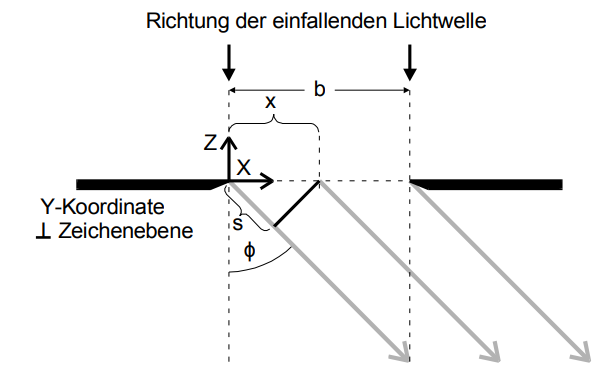 Richtung der einfallenden Lichtwelle
b
x
Z
X
Y-Koordinate
⊥ Zeichenebene
s
ϕ